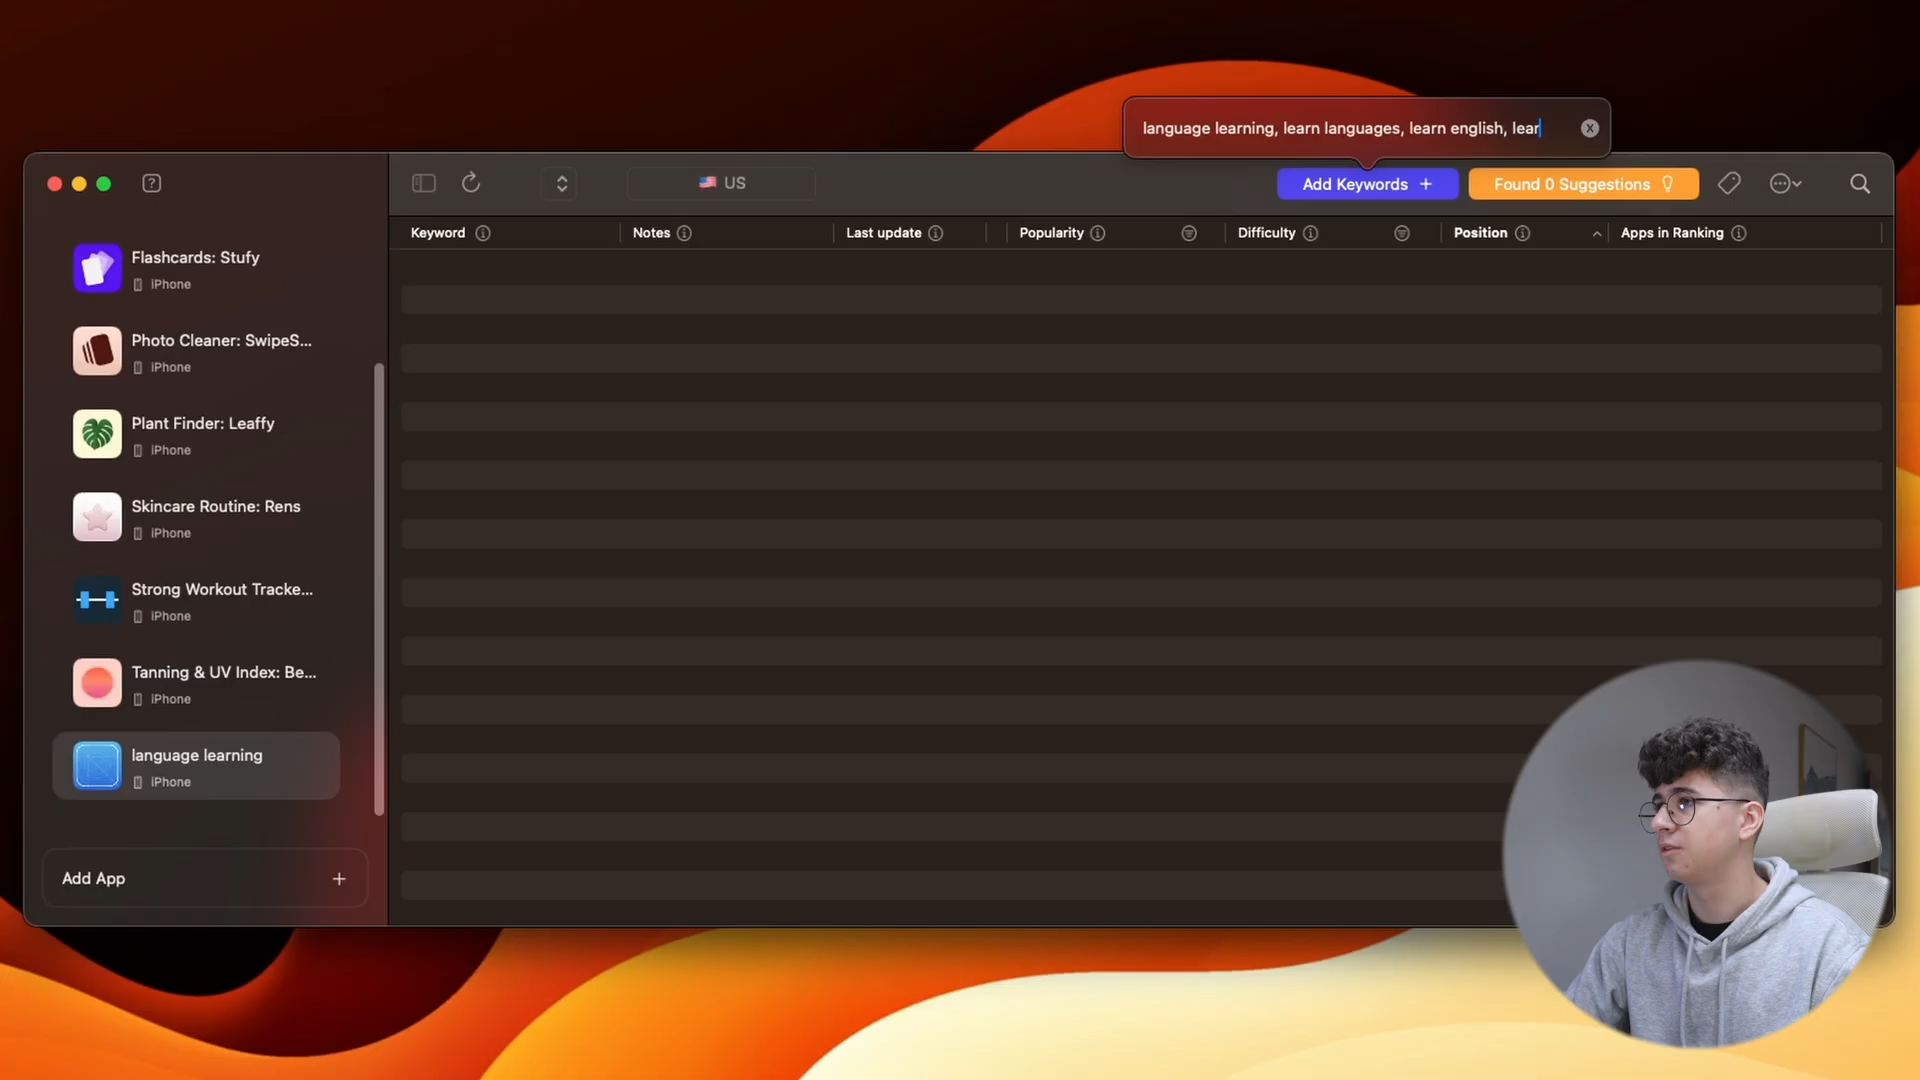 language learning, learn languages, learn english, lear
US
Add Keywords +
Found 0 Suggestions
Keyword
Notes
Last update
Popularity
Difficulty
Position
Apps in Ranking
Flashcards: Stufy
iPhone
Photo Cleaner: SwipeS...
iPhone
Plant Finder: Leaffy
iPhone
Skincare Routine: Rens
iPhone
Strong Workout Tracke...
iPhone
Tanning & UV Index: Be...
iPhone
language learning
iPhone
Add App +